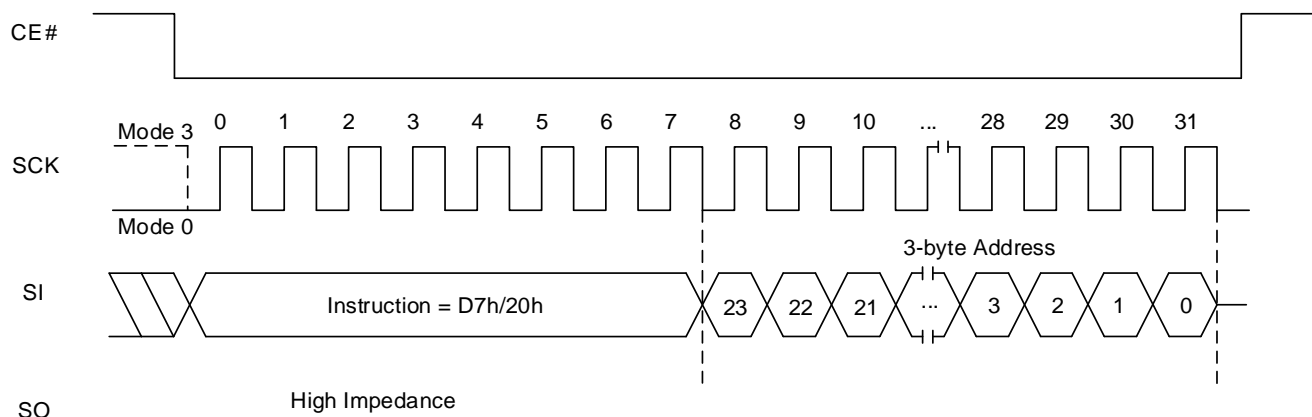 CE#
0 1 2 3 4 5 6 7 8 9 10 ... 28 29 30 31
Mode 3
SCK
Mode 0
3-byte Address
SI
Instruction = D7h/20h 23 22 21 ... 3 2 1 0
High Impedance
SO